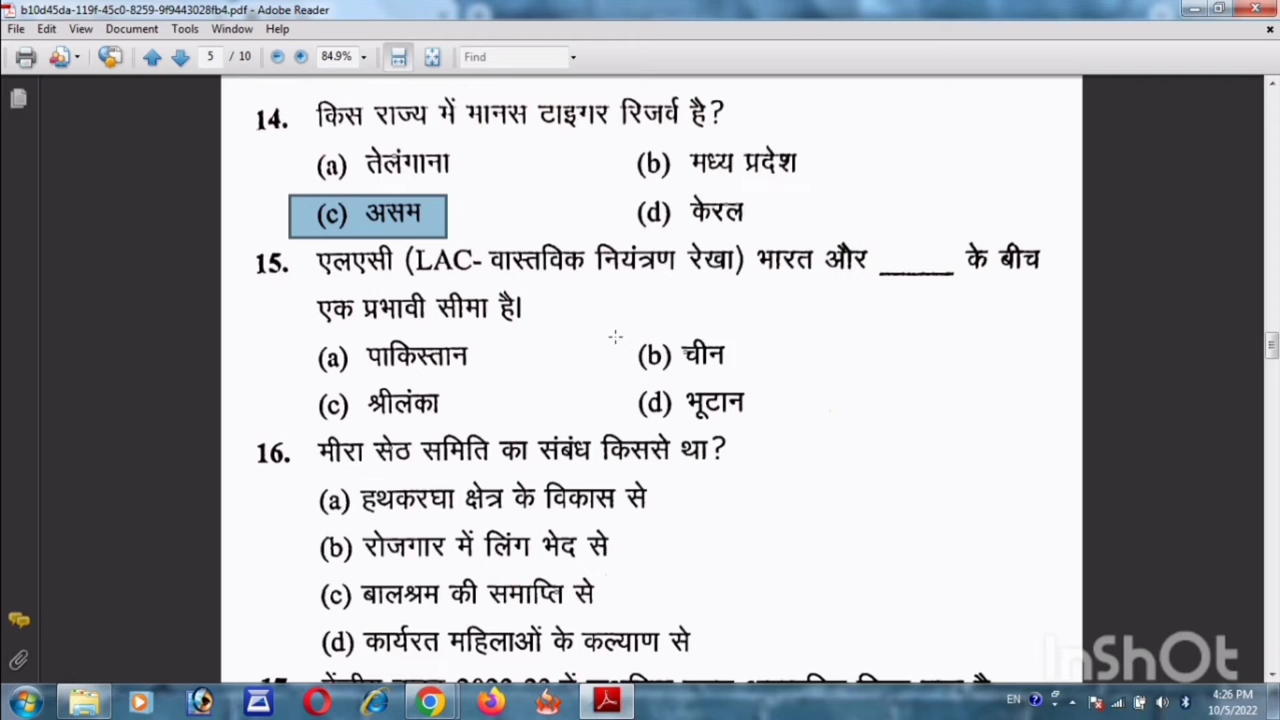 b10d45da-119f-45c0-8259-9f9443028fb4.pdf - Adobe Reader
File Edit View Document Tools Window Help
5 / 10 84.9% Find
14. किस राज्य में मानस टाइगर रिजर्व है?
(a) तेलंगाना (b) मध्य प्रदेश
(c) असम (d) केरल
15. एलएसी (LAC- वास्तविक नियंत्रण रेखा) भारत और _____ के बीच
एक प्रभावी सीमा है।
(a) पाकिस्तान (b) चीन
(c) श्रीलंका (d) भूटान
16. मीरा सेठ समिति का संबंध किससे था?
(a) हथकरघा क्षेत्र के विकास से
(b) रोजगार में लिंग भेद से
(c) बालश्रम की समाप्ति से
(d) कार्यरत महिलाओं के कल्याण से
InShOt
EN 4:26 PM
10/5/2022